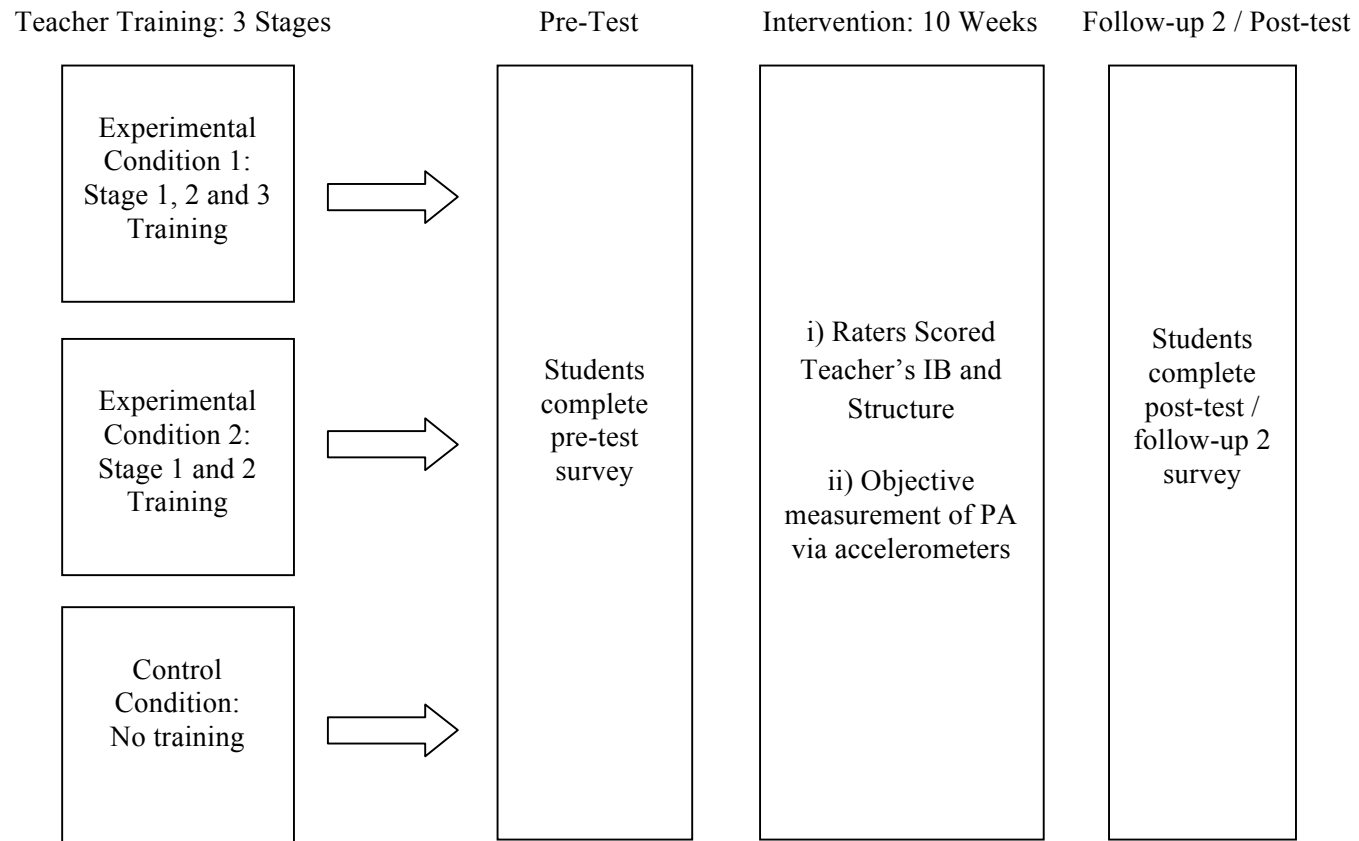 Teacher Training: 3 Stages
Pre-Test
Intervention: 10 Weeks
Follow-up 2 / Post-test
Experimental
Condition 1:
Stage 1, 2 and 3
Training
Experimental
Condition 2:
Stage 1 and 2
Training
Control
Condition:
No training
Students
complete
pre-test
survey
i) Raters Scored
Teacher’s IB and
Structure
ii) Objective
measurement of PA
via accelerometers
Students
complete
post-test /
follow-up 2
survey